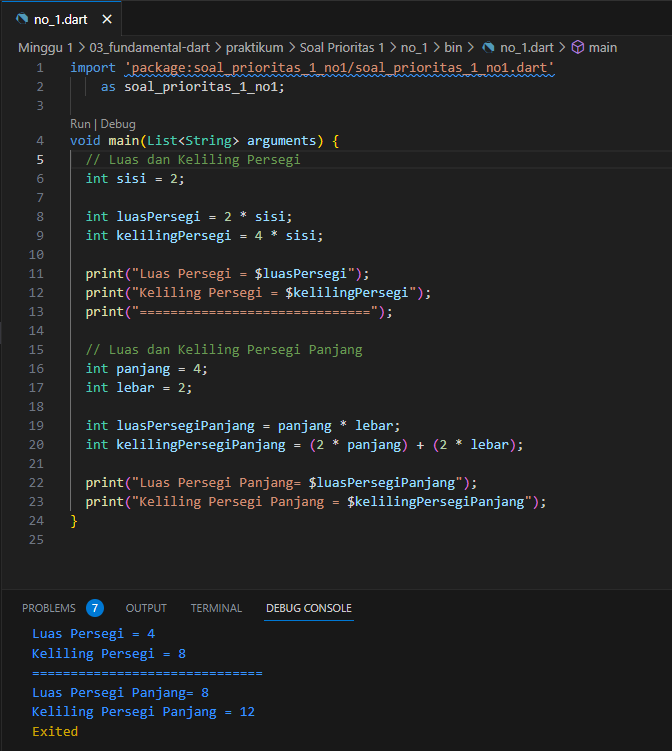 no_1.dart
Minggu 1 > 03_fundamental-dart > praktikum > Soal Prioritas 1 > no_1 > bin > no_1.dart > main
1 import 'package:soal_prioritas_1_no1/soal_prioritas_1_no1.dart'
2 as soal_prioritas_1_no1;
3
Run | Debug
4 void main(List<String> arguments) {
5 // Luas dan Keliling Persegi
6 int sisi = 2;
7
8 int luasPersegi = 2 * sisi;
9 int kelilingPersegi = 4 * sisi;
10
11 print("Luas Persegi = $luasPersegi");
12 print("Keliling Persegi = $kelilingPersegi");
13 print("==============================");
14
15 // Luas dan Keliling Persegi Panjang
16 int panjang = 4;
17 int lebar = 2;
18
19 int luasPersegiPanjang = panjang * lebar;
20 int kelilingPersegiPanjang = (2 * panjang) + (2 * lebar);
21
22 print("Luas Persegi Panjang= $luasPersegiPanjang");
23 print("Keliling Persegi Panjang = $kelilingPersegiPanjang");
24 }
25
PROBLEMS 7 OUTPUT TERMINAL DEBUG CONSOLE
Luas Persegi = 4
Keliling Persegi = 8
==============================
Luas Persegi Panjang= 8
Keliling Persegi Panjang = 12
Exited